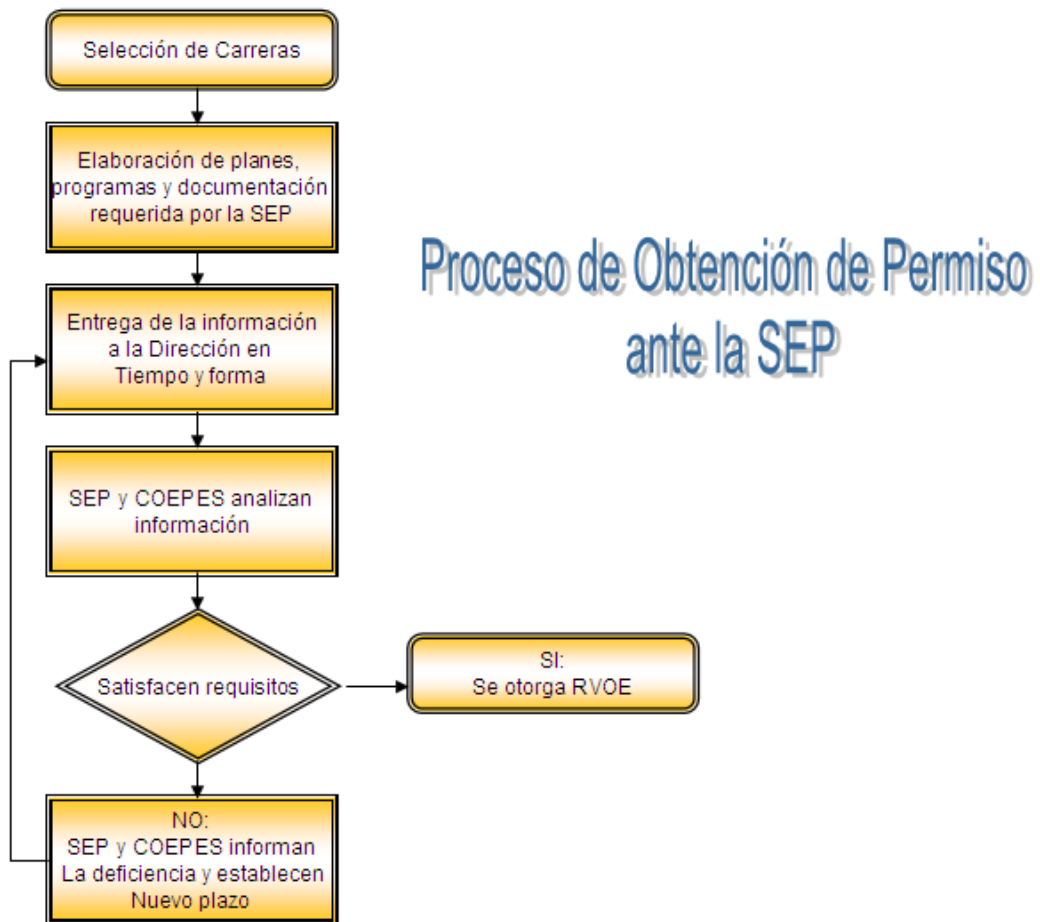 Selección de Carreras
Elaboración de planes,
programas y documentación
requerida por la SEP
Proceso de Obtención de Permiso
ante la SEP
Entrega de la información
a la Dirección en
Tiempo y forma
SEP y COEPES analizan
información
Satisfacen requisitos
SI:
Se otorga RVOE
NO:
SEP y COEPES informan
La deficiencia y establecen
Nuevo plazo